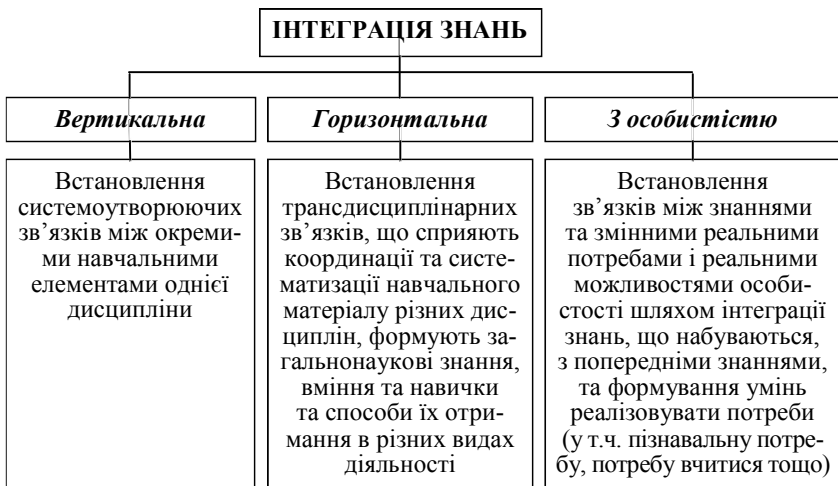 ІНТЕГРАЦІЯ ЗНАНЬ
Вертикальна
Встановлення
системоутворюючих
зв’язків між окреми-
ми навчальними
елементами однієї
дисципліни
Горизонтальна
Встановлення
трансдисциплінарних
зв’язків, що сприяють
координації та систе-
матизації навчального
матеріалу різних дис-
циплін, формують за-
гальнонаукові знання,
вміння та навички
та способи їх отри-
мання в різних видах
діяльності
З особистістю
Встановлення
зв’язків між знаннями
та змінними реальними
потребами і реальними
можливостями особи-
стості шляхом інтеграції
знань, що набуваються,
з попередніми знаннями,
та формування умінь
реалізовувати потреби
(у т.ч. пізнавальну потре-
бу, потребу вчитися тощо)